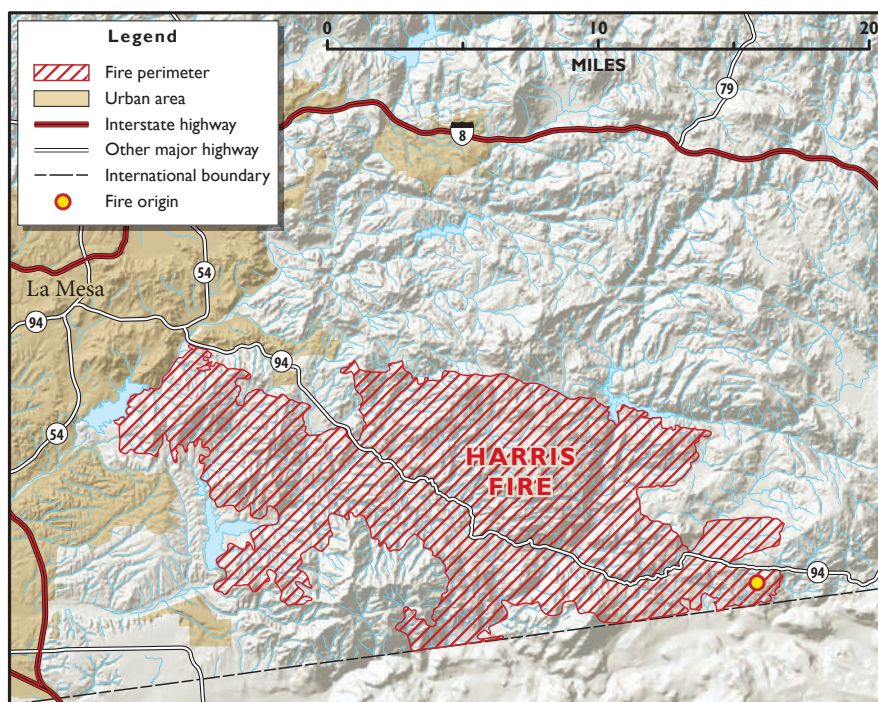 Legend
Fire perimeter
Urban area
Interstate highway
Other major highway
International boundary
Fire origin
0 10 20
MILES
79
8
54
La Mesa
94
94
54
HARRIS
FIRE
94